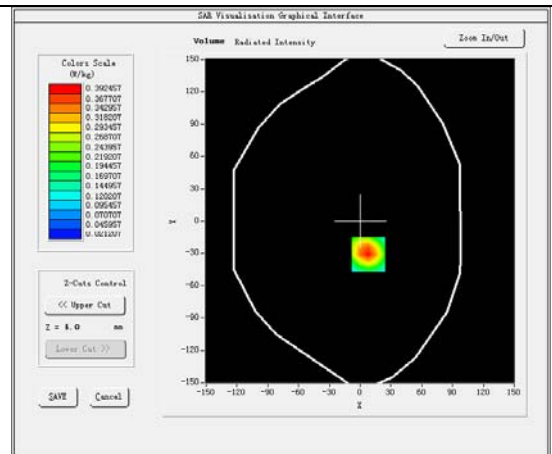 SAR Visualisation Graphical Interface
Colors Scale
(W/kg)
0.392457
0.367707
0.342957
0.318207
0.293457
0.268707
0.243957
0.219207
0.194457
0.169707
0.144957
0.120207
0.095457
0.070707
0.045957
0.021207
Volume Radiated Intensity
Zoom In/Out
150
120
90
60
30
0
-30
-60
-90
-120
-150
Y
-150 -120 -90 -60 -30 0 30 60 90 120 150
X
Z-Cuts Control
<< Upper Cut
Z = 4.0 mm
Lower Cut >>
SAVE Cancel